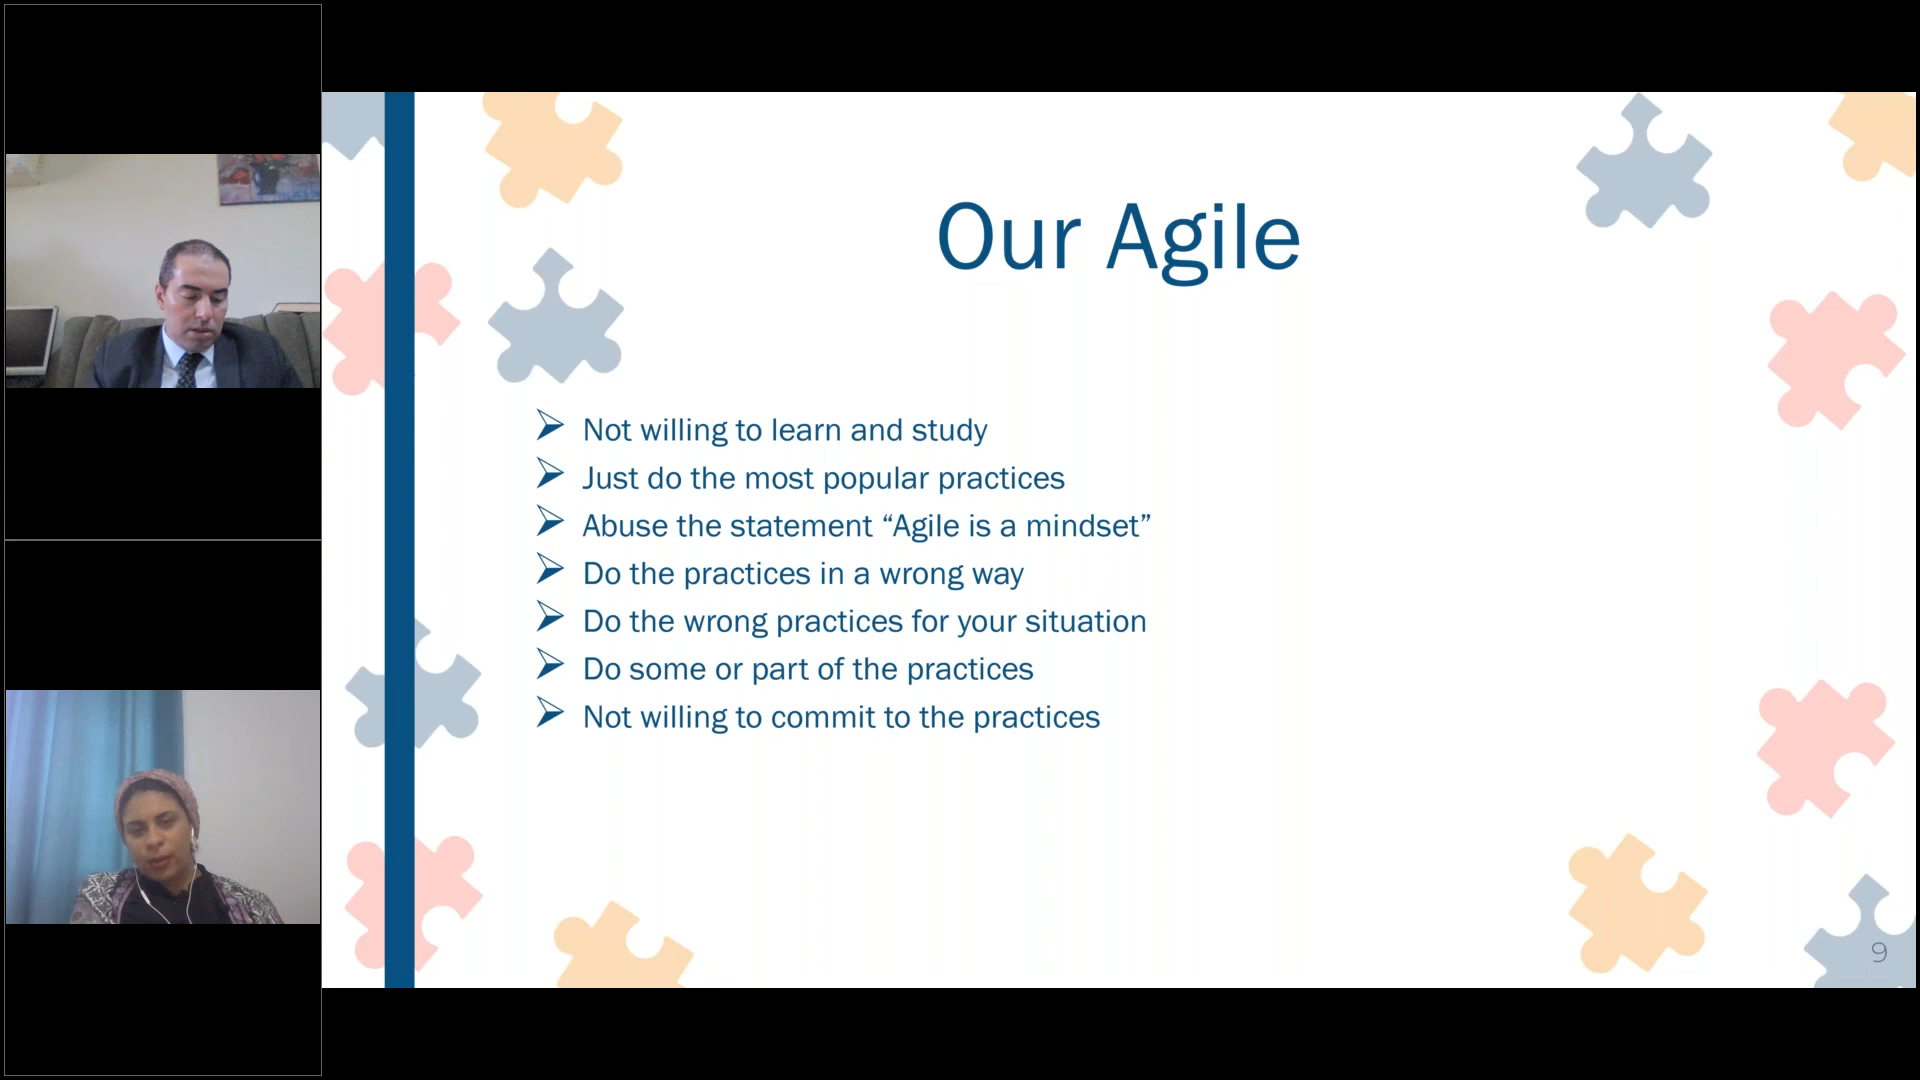 Our Agile
Not willing to learn and study
Just do the most popular practices
Abuse the statement “Agile is a mindset”
Do the practices in a wrong way
Do the wrong practices for your situation
Do some or part of the practices
Not willing to commit to the practices
9